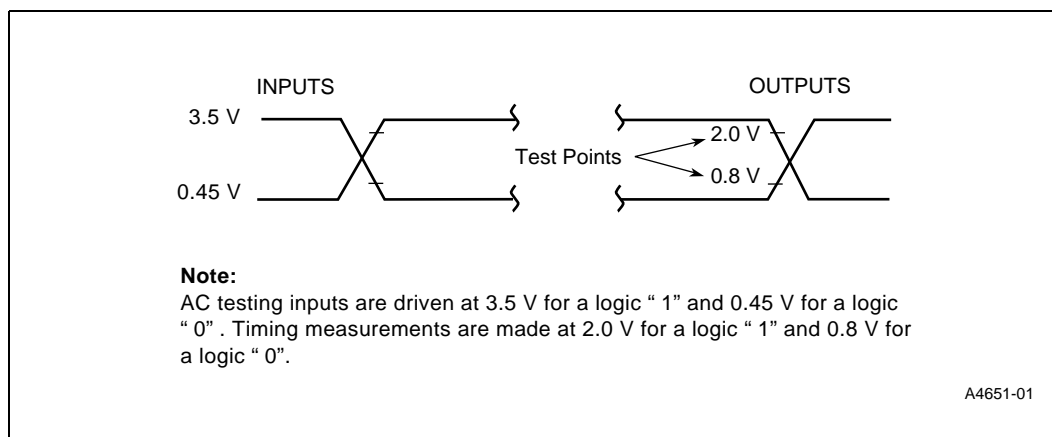 INPUTS
OUTPUTS
3.5 V
2.0 V
Test Points
0.8 V
0.45 V
Note:
AC testing inputs are driven at 3.5 V for a logic “ 1” and 0.45 V for a logic
“ 0” . Timing measurements are made at 2.0 V for a logic “ 1” and 0.8 V for
a logic “ 0”.
A4651-01